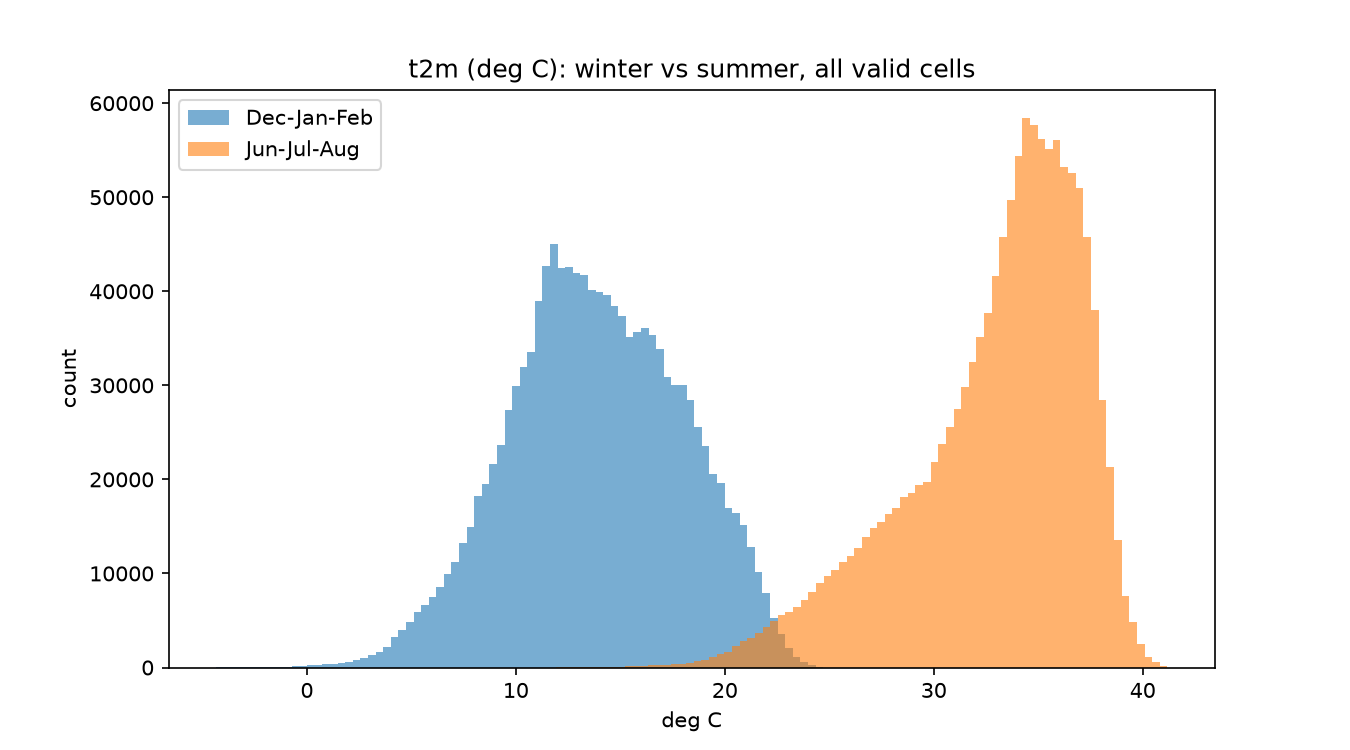 t2m (deg C): winter vs summer, all valid cells
Dec-Jan-Feb
Jun-Jul-Aug
60000
50000
40000
30000
20000
10000
0
count
0 10 20 30 40
deg C